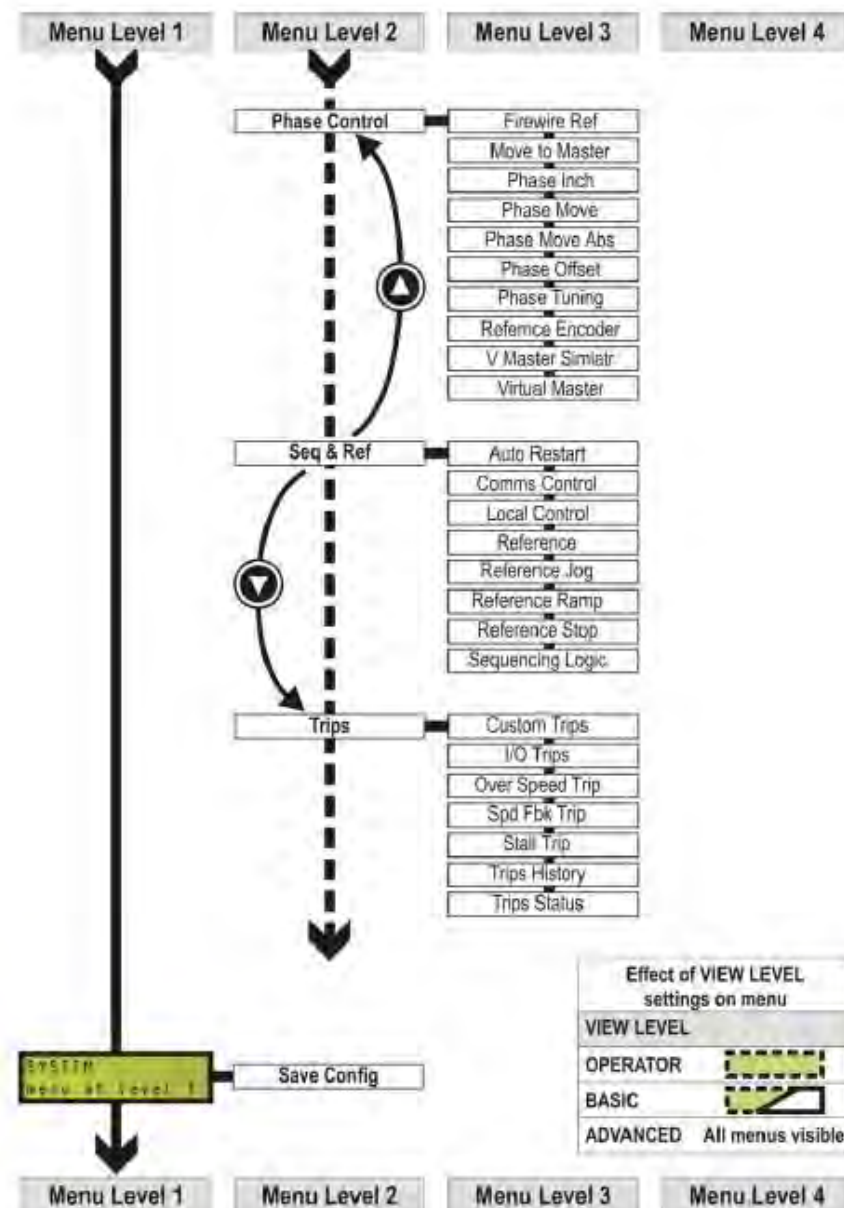 Menu Level 1
Menu Level 2
Menu Level 3
Menu Level 4
Phase Control
Firewire Ref
Move to Master
Phase Inch
Phase Move
Phase Move Abs
Phase Offset
Phase Tuning
Refernce Encoder
V Master Simlatr
Virtual Master
Seq & Ref
Auto Restart
Comms Control
Local Control
Reference
Reference Jog
Reference Ramp
Reference Stop
Sequencing Logic
Trips
Custom Trips
I/O Trips
Over Speed Trip
Spd Fbk Trip
Stall Trip
Trips History
Trips Status
Effect of VIEW LEVEL
settings on menu
VIEW LEVEL
OPERATOR
BASIC
ADVANCED All menus visible
SYSTEM
menu at level 1
Save Config
Menu Level 1
Menu Level 2
Menu Level 3
Menu Level 4